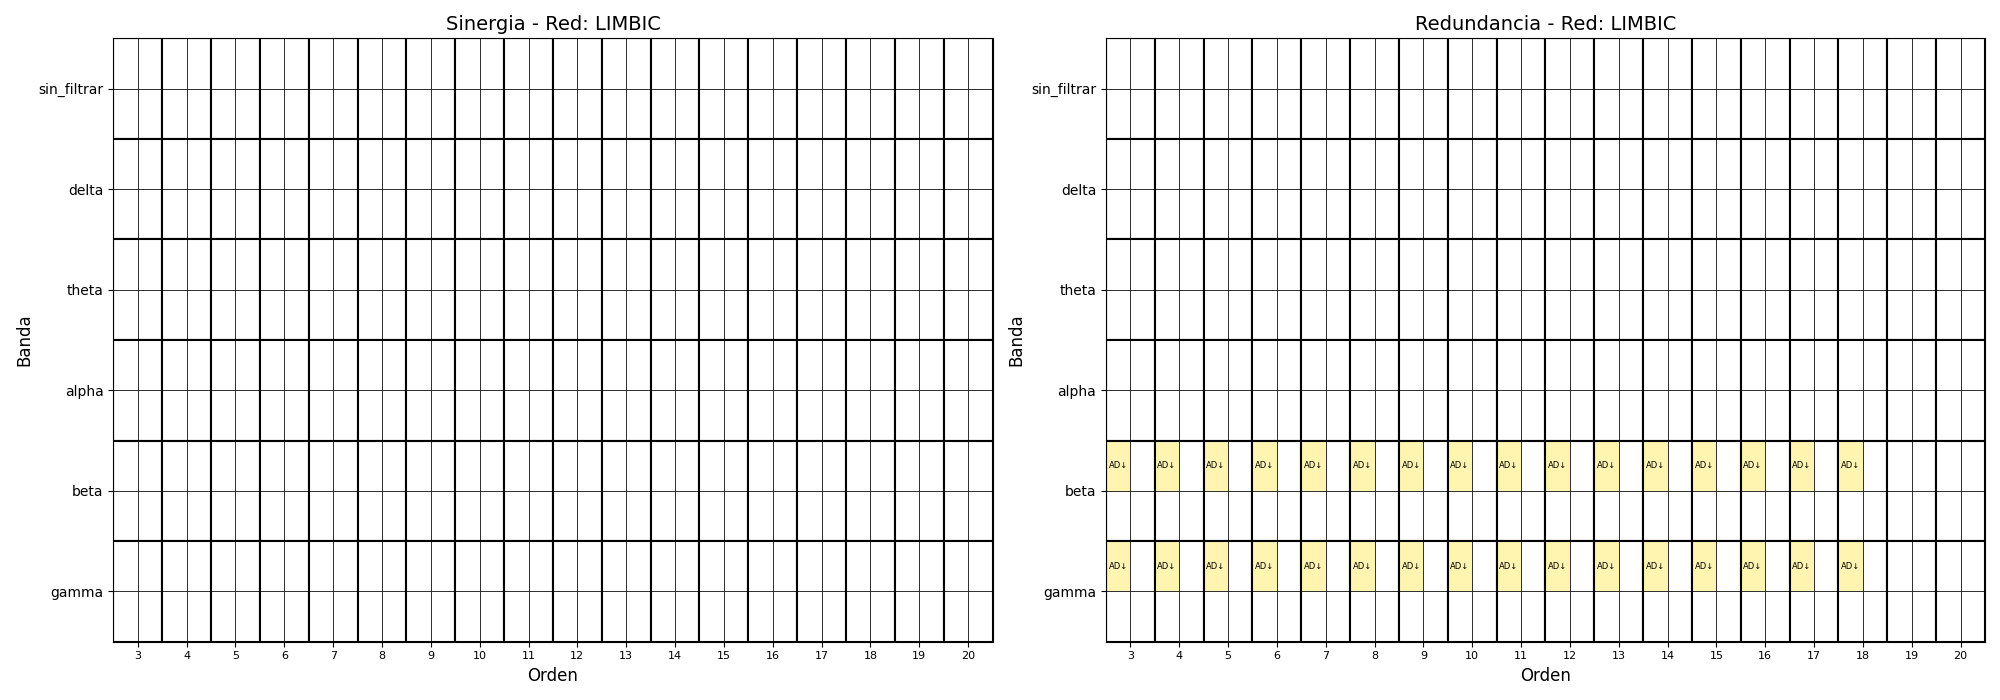 Sinergia - Red: LIMBIC
Banda
sin_filtrar
delta
theta
alpha
beta
gamma
3 4 5 6 7 8 9 10 11 12 13 14 15 16 17 18 19 20
Orden
Redundancia - Red: LIMBIC
Banda
sin_filtrar
delta
theta
alpha
beta
AD↓ AD↓ AD↓ AD↓ AD↓ AD↓ AD↓ AD↓ AD↓ AD↓ AD↓ AD↓ AD↓ AD↓ AD↓ AD↓
gamma
AD↓ AD↓ AD↓ AD↓ AD↓ AD↓ AD↓ AD↓ AD↓ AD↓ AD↓ AD↓ AD↓ AD↓ AD↓ AD↓
3 4 5 6 7 8 9 10 11 12 13 14 15 16 17 18 19 20
Orden